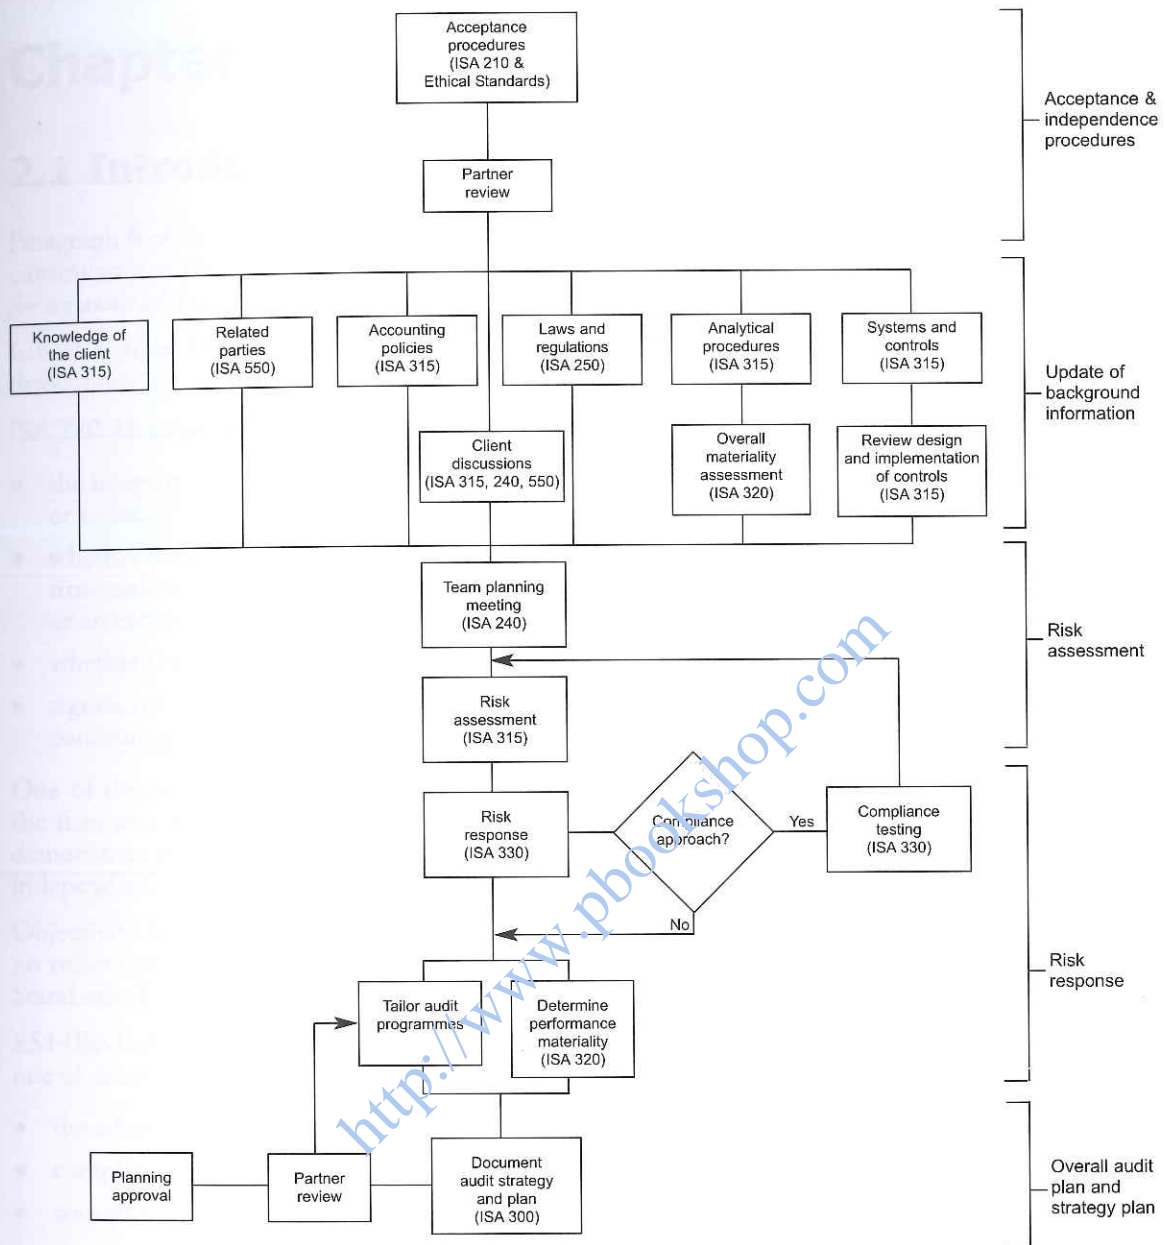 Acceptance
procedures
(ISA 210 &
Ethical Standards)
Acceptance &
independence
procedures
Partner
review
Knowledge of
the client
(ISA 315)
Related
parties
(ISA 550)
Accounting
policies
(ISA 315)
Laws and
regulations
(ISA 250)
Analytical
procedures
(ISA 315)
Systems and
controls
(ISA 315)
Update of
background
information
Client
discussions
(ISA 315, 240, 550)
Overall
materiality
assessment
(ISA 320)
Review design
and implementation
of controls
(ISA 315)
Team planning
meeting
(ISA 240)
Risk
assessment
Risk
assessment
(ISA 315)
Risk
response
(ISA 330)
Compliance
approach?
Yes
Compliance
testing
(ISA 330)
No
Risk
response
Tailor audit
programmes
Determine
performance
materiality
(ISA 320)
Planning
approval
Partner
review
Document
audit strategy
and plan
(ISA 300)
Overall audit
plan and
strategy plan
http://www.pbookshop.com
Chapter
2.1